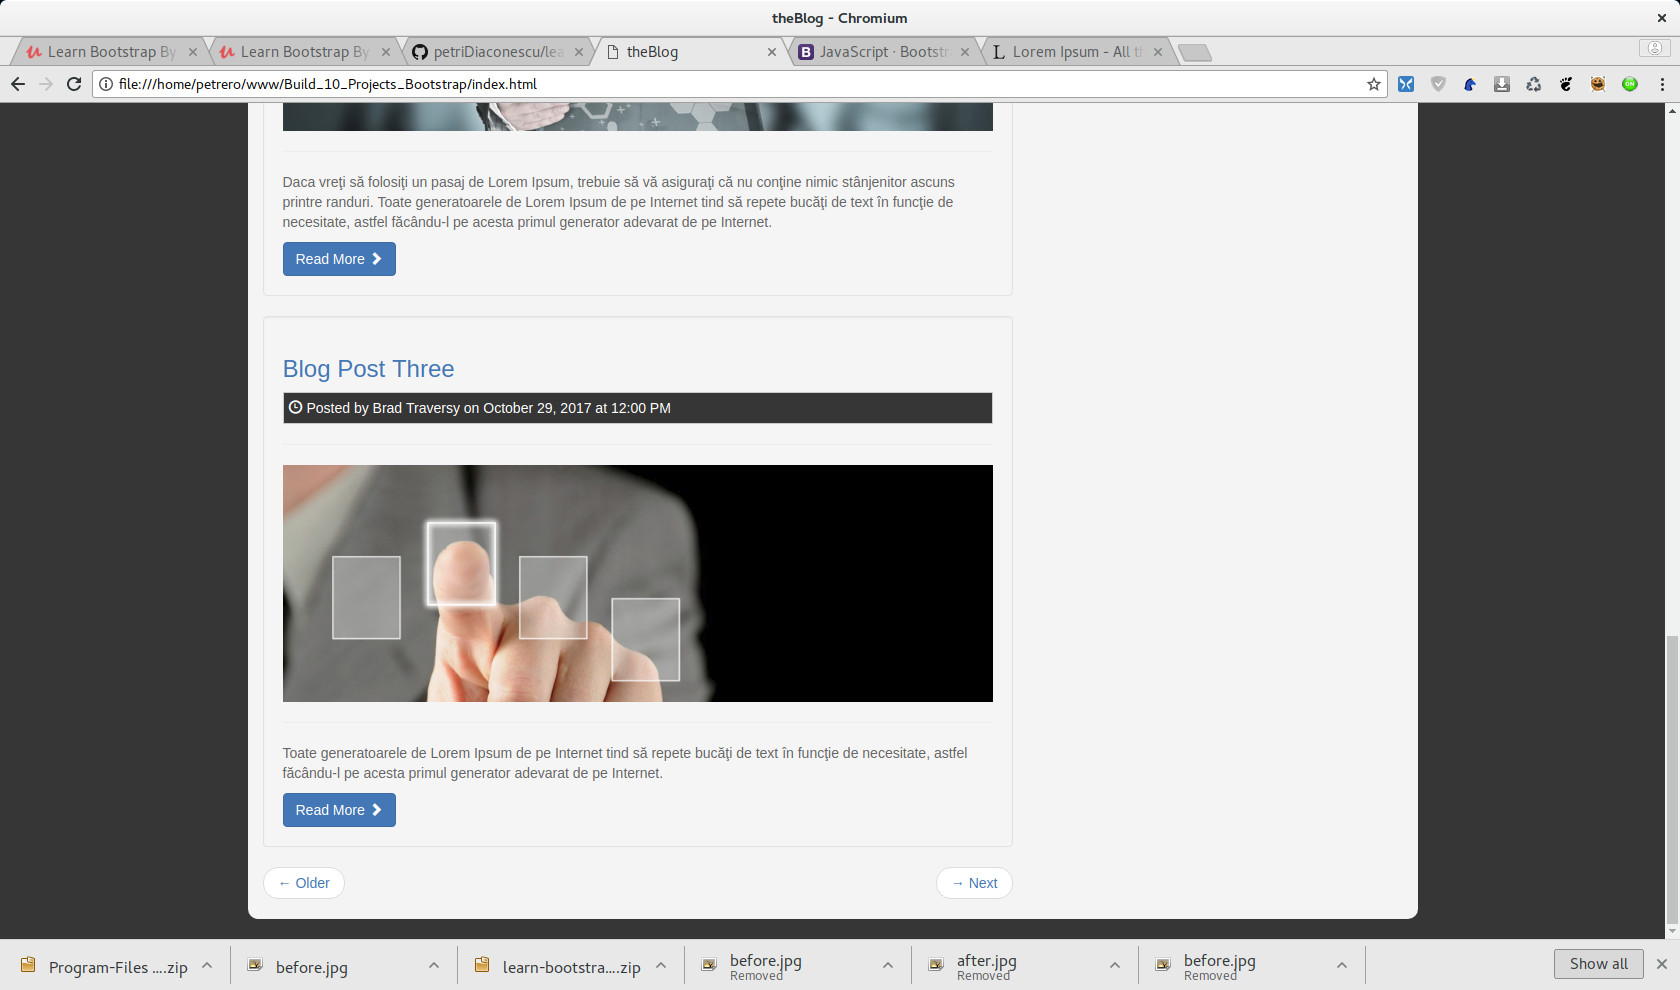 theBlog - Chromium
Learn Bootstrap By
Learn Bootstrap By
petriDiaconescu/lea
theBlog
JavaScript · Bootstr
Lorem Ipsum - All th
file:///home/petrero/www/Build_10_Projects_Bootstrap/index.html
Daca vreţi să folosiţi un pasaj de Lorem Ipsum, trebuie să vă asiguraţi că nu conţine nimic stânjenitor ascuns
printre randuri. Toate generatoarele de Lorem Ipsum de pe Internet tind să repete bucăţi de text în funcţie de
necesitate, astfel făcându-l pe acesta primul generator adevarat de pe Internet.
Read More
Blog Post Three
Posted by Brad Traversy on October 29, 2017 at 12:00 PM
Toate generatoarele de Lorem Ipsum de pe Internet tind să repete bucăţi de text în funcţie de necesitate, astfel
făcându-l pe acesta primul generator adevarat de pe Internet.
Read More
← Older
→ Next
Program-Files ....zip
before.jpg
learn-bootstra....zip
before.jpg
Removed
after.jpg
Removed
before.jpg
Removed
Show all